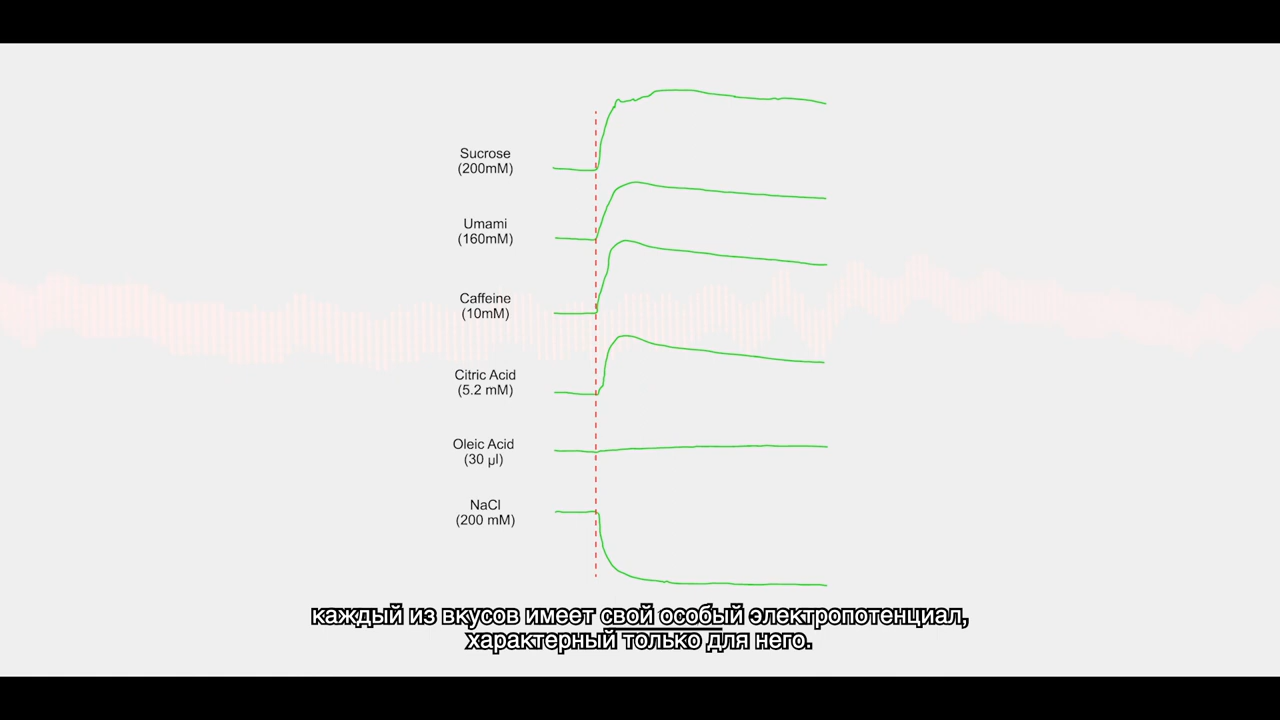 Sucrose
(200mM)
Umami
(160mM)
Caffeine
(10mM)
Citric Acid
(5.2 mM)
Oleic Acid
(30 µl)
NaCl
(200 mM)
каждый из вкусов имеет свой особый электропотенциал,
характерный только для него.